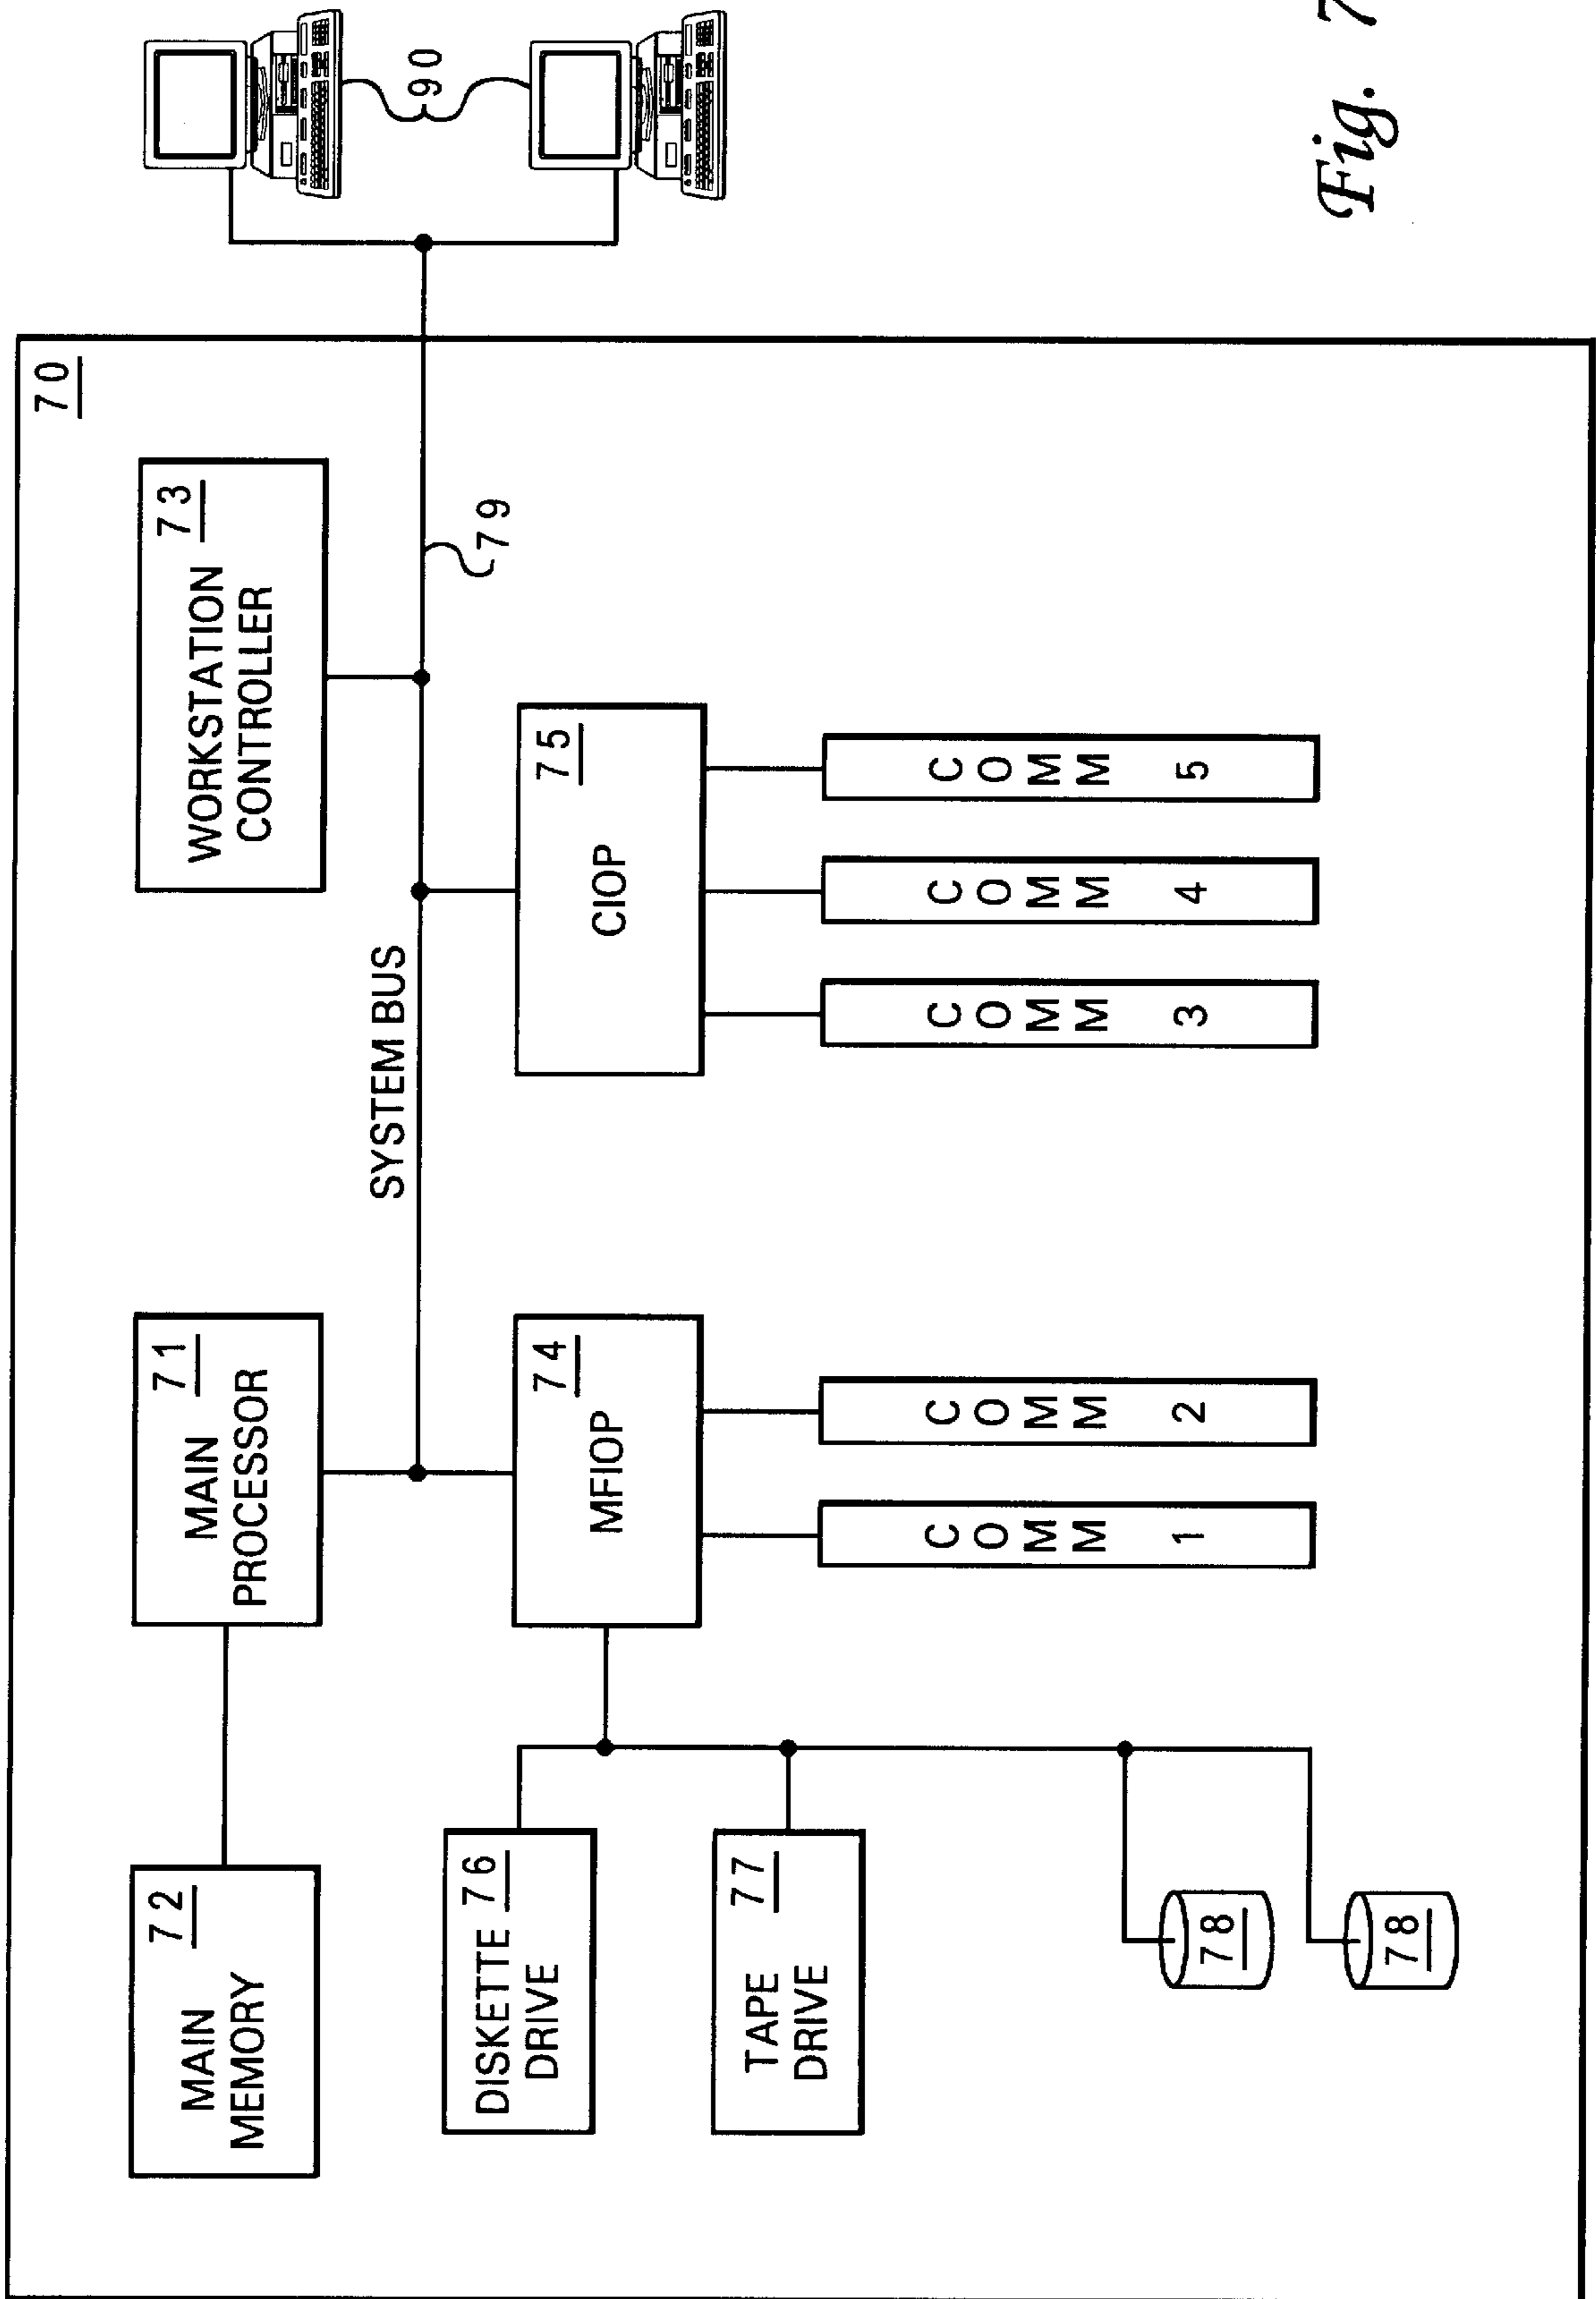 70
MAIN
MEMORY
72
MAIN
PROCESSOR
71
WORKSTATION
CONTROLLER
73
SYSTEM BUS
79
90
DISKETTE
DRIVE
76
TAPE
DRIVE
77
78
78
MFIOP
74
COMM 1
COMM 2
CIOP
75
COMM 3
COMM 4
COMM 5
Fig. 7